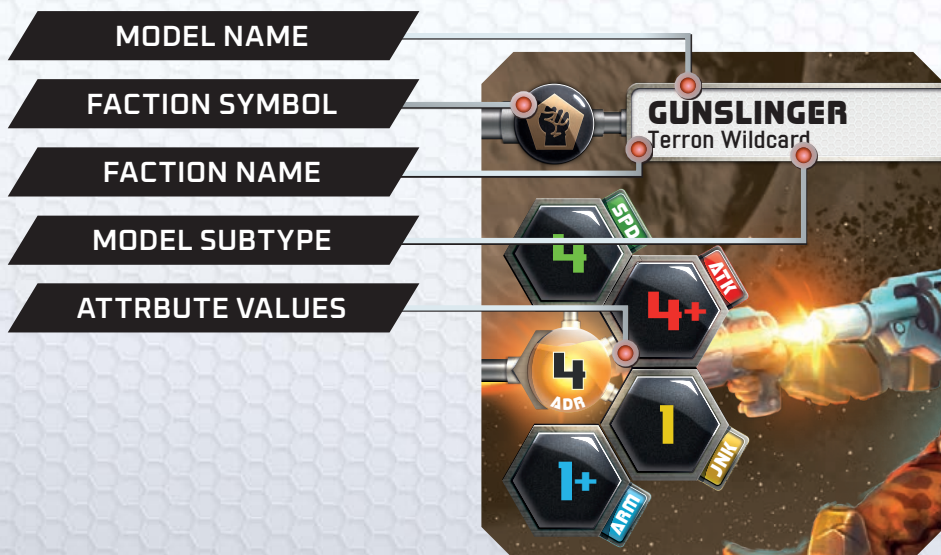 MODEL NAME
FACTION SYMBOL
FACTION NAME
MODEL SUBTYPE
ATTRBUTE VALUES
GUNSLINGER
Terron Wildcard
4
SPD
4+
ATK
4
ADR
1
JNK
1+
ARM